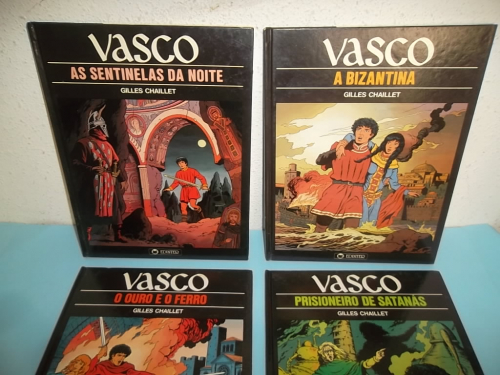 VASCO
AS SENTINELAS DA NOITE
GILLES CHAILLET
VASCO
A BIZANTINA
GILLES CHAILLET
VASCO
O OURO E O FERRO
GILLES CHAILLET
VASCO
PRISIONEIRO DE SATANÁS
GILLES CHAILLET